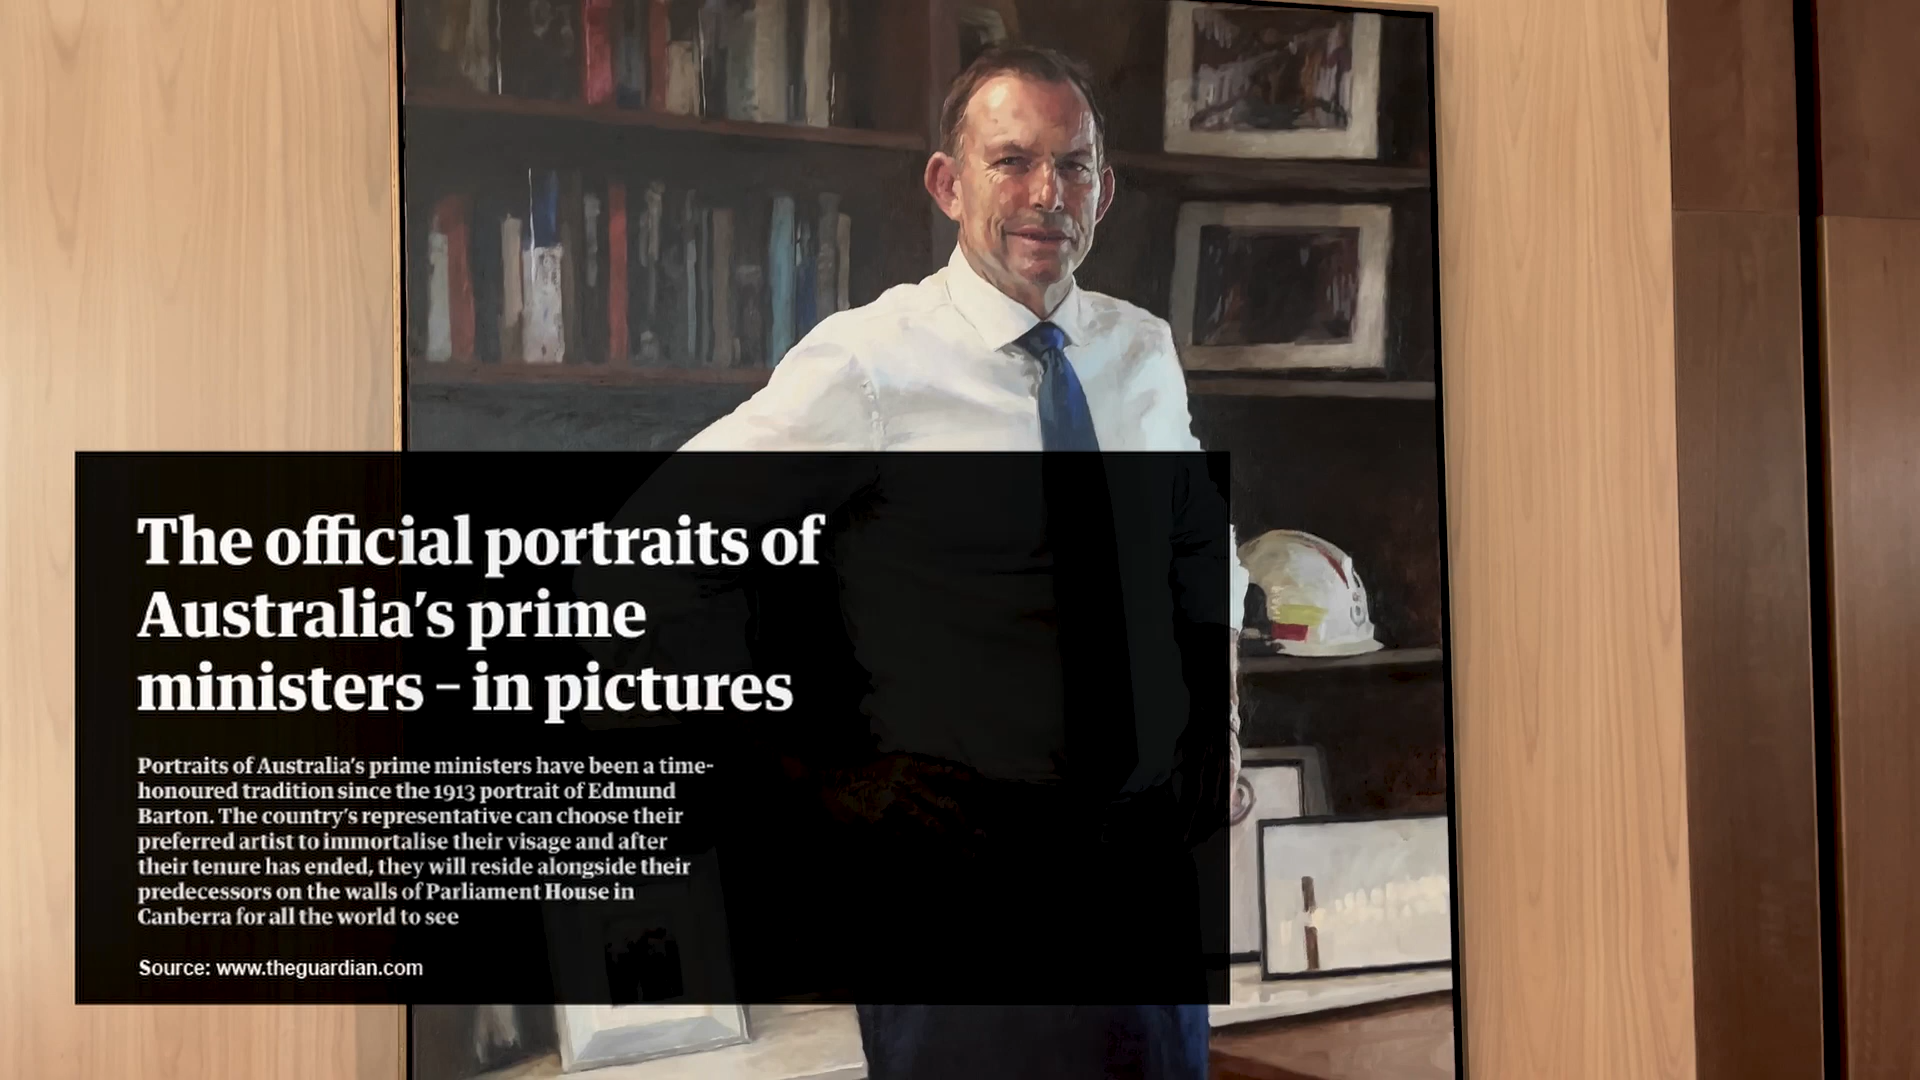 The official portraits of
Australia's prime
ministers – in pictures
Portraits of Australia's prime ministers have been a time-
honoured tradition since the 1913 portrait of Edmund
Barton. The country's representative can choose their
preferred artist to immortalise their visage and after
their tenure has ended, they will reside alongside their
predecessors on the walls of Parliament House in
Canberra for all the world to see
Source: www.theguardian.com